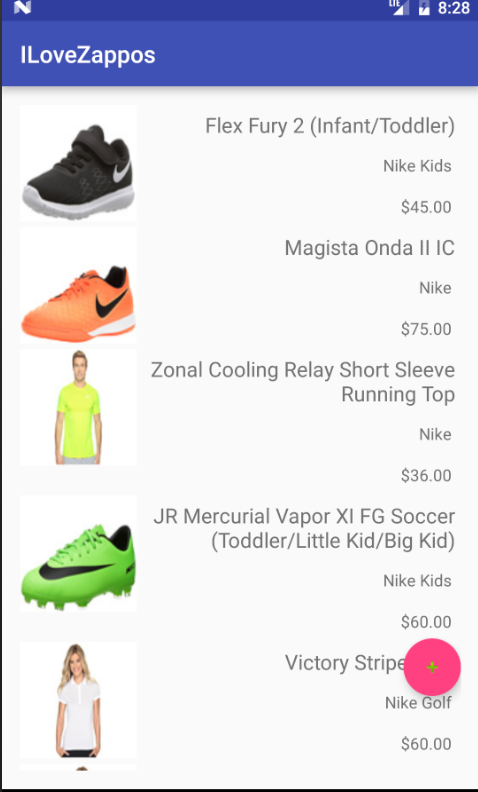 LTE 8:28
ILoveZappos
Flex Fury 2 (Infant/Toddler)
Nike Kids
$45.00
Magista Onda II IC
Nike
$75.00
Zonal Cooling Relay Short Sleeve
Running Top
Nike
$36.00
JR Mercurial Vapor XI FG Soccer
(Toddler/Little Kid/Big Kid)
Nike Kids
$60.00
Victory Stripe
+
Nike Golf
$60.00